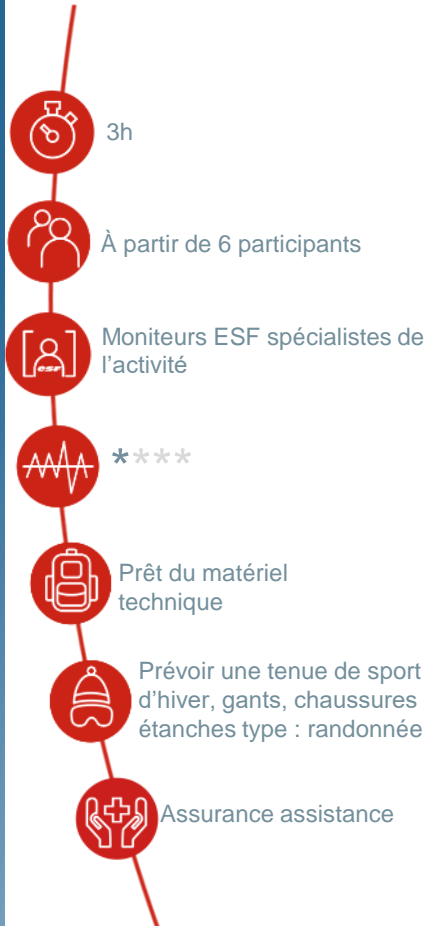 3h
À partir de 6 participants
Moniteurs ESF spécialistes de
l'activité
esf
****
Prêt du matériel
technique
Prévoir une tenue de sport
d'hiver, gants, chaussures
étanches type : randonnée
Assurance assistance